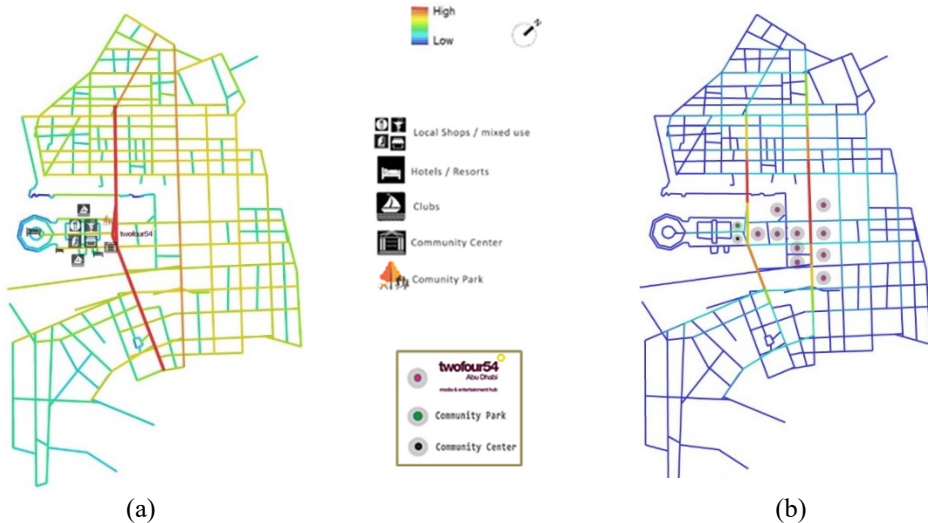 High
Low
N
Local Shops / mixed use
Hotels / Resorts
Clubs
Community Center
Comunity Park
twofour54
twofour54
Abu Dhabi
media & entertainment hub
Community Park
Community Center
(a)
(b)